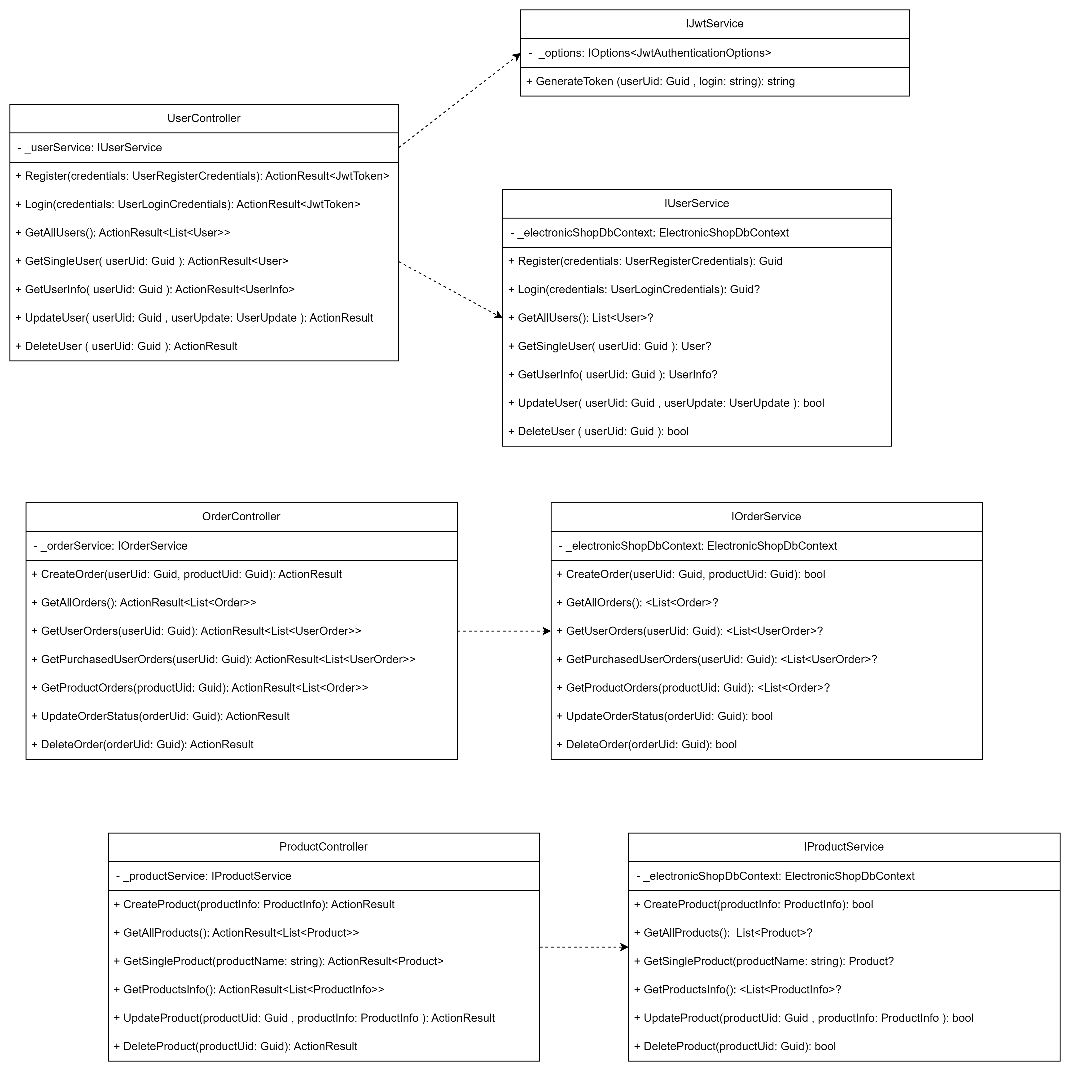 IJwtService
- _options: IOptions<JwtAuthenticationOptions>
+ GenerateToken (userUid: Guid , login: string): string
UserController
- _userService: IUserService
+ Register(credentials: UserRegisterCredentials): ActionResult<JwtToken>
+ Login(credentials: UserLoginCredentials): ActionResult<JwtToken>
+ GetAllUsers(): ActionResult<List<User>>
+ GetSingleUser( userUid: Guid ): ActionResult<User>
+ GetUserInfo( userUid: Guid ): ActionResult<UserInfo>
+ UpdateUser( userUid: Guid , userUpdate: UserUpdate ): ActionResult
+ DeleteUser ( userUid: Guid ): ActionResult
IUserService
- _electronicShopDbContext: ElectronicShopDbContext
+ Register(credentials: UserRegisterCredentials): Guid
+ Login(credentials: UserLoginCredentials): Guid?
+ GetAllUsers(): List<User>?
+ GetSingleUser( userUid: Guid ): User?
+ GetUserInfo( userUid: Guid ): UserInfo?
+ UpdateUser( userUid: Guid , userUpdate: UserUpdate ): bool
+ DeleteUser ( userUid: Guid ): bool
OrderController
- _orderService: IOrderService
+ CreateOrder(userUid: Guid, productUid: Guid): ActionResult
+ GetAllOrders(): ActionResult<List<Order>>
+ GetUserOrders(userUid: Guid): ActionResult<List<UserOrder>>
+ GetPurchasedUserOrders(userUid: Guid): ActionResult<List<UserOrder>>
+ GetProductOrders(productUid: Guid): ActionResult<List<Order>>
+ UpdateOrderStatus(orderUid: Guid): ActionResult
+ DeleteOrder(orderUid: Guid): ActionResult
IOrderService
- _electronicShopDbContext: ElectronicShopDbContext
+ CreateOrder(userUid: Guid, productUid: Guid): bool
+ GetAllOrders(): <List<Order>?
+ GetUserOrders(userUid: Guid): <List<UserOrder>?
+ GetPurchasedUserOrders(userUid: Guid): <List<UserOrder>?
+ GetProductOrders(productUid: Guid): <List<Order>?
+ UpdateOrderStatus(orderUid: Guid): bool
+ DeleteOrder(orderUid: Guid): bool
ProductController
- _productService: IProductService
+ CreateProduct(productInfo: ProductInfo): ActionResult
+ GetAllProducts(): ActionResult<List<Product>>
+ GetSingleProduct(productName: string): ActionResult<Product>
+ GetProductsInfo(): ActionResult<List<ProductInfo>>
+ UpdateProduct(productUid: Guid , productInfo: ProductInfo ): ActionResult
+ DeleteProduct(productUid: Guid): ActionResult
IProductService
- _electronicShopDbContext: ElectronicShopDbContext
+ CreateProduct(productInfo: ProductInfo): bool
+ GetAllProducts():  List<Product>?
+ GetSingleProduct(productName: string): Product?
+ GetProductsInfo(): <List<ProductInfo>?
+ UpdateProduct(productUid: Guid , productInfo: ProductInfo ): bool
+ DeleteProduct(productUid: Guid): bool